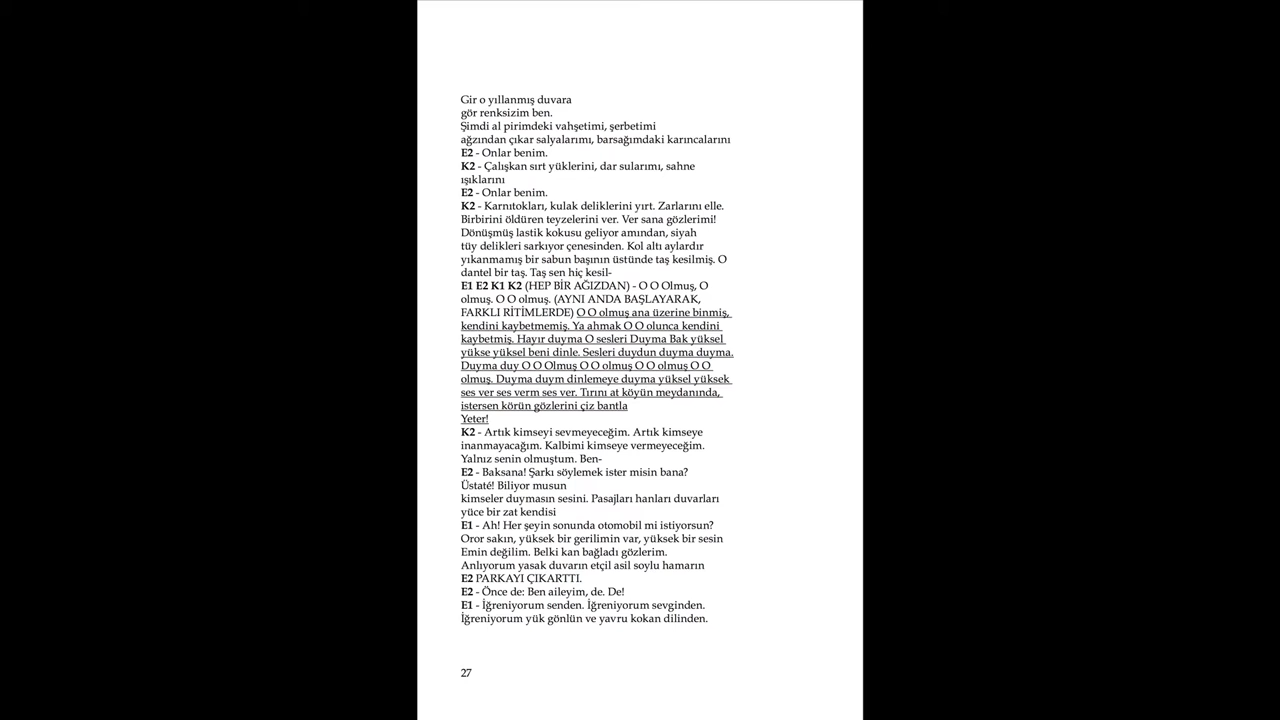 Gir o yıllanmış duvara
gör renksizim ben.
Şimdi al pirimdeki vahşetimi, şerbetimi
ağzından çıkar salyalarımı, barsağımdaki karıncalarını
E2 - Onlar benim.
K2 - Çalışkan sırt yüklerini, dar sularımı, sahne
ışıklarını
E2 - Onlar benim.
K2 - Karnıtokları, kulak deliklerini yırt. Zarlarını elle.
Birbirini öldüren teyzelerini ver. Ver sana gözlerimi!
Dönüşmüş lastik kokusu geliyor amından, siyah
tüy delikleri sarkıyor çenesinden. Kol altı aylardır
yıkanmamış bir sabun başının üstünde taş kesilmiş. O
dantel bir taş. Taş sen hiç kesil-
E1 E2 K1 K2 (HEP BİR AĞIZDAN) - O O Olmuş, O
olmuş. O O olmuş. (AYNI ANDA BAŞLAYARAK,
FARKLI RİTİMLERDE) O O olmuş ana üzerine binmiş,
kendini kaybetmemiş. Ya ahmak O O olunca kendini
kaybetmiş. Hayır duyma O sesleri Duyma Bak yüksel
yükse yüksel beni dinle. Sesleri duydun duyma duyma.
Duyma duy O O Olmuş O O olmuş O O olmuş O O
olmuş. Duyma duym dinlemeye duyma yüksel yüksek
ses ver ses verm ses ver. Tırını at köyün meydanında,
istersen körün gözlerini çiz bantla
Yeter!
K2 - Artık kimseyi sevmeyeceğim. Artık kimseye
inanmayacağım. Kalbimi kimseye vermeyeceğim.
Yalnız senin olmuştum. Ben-
E2 - Baksana! Şarkı söylemek ister misin bana?
Üstaté! Biliyor musun
kimseler duymasın sesini. Pasajları hanları duvarları
yüce bir zat kendisi
E1 - Ah! Her şeyin sonunda otomobil mi istiyorsun?
Oror sakın, yüksek bir gerilimin var, yüksek bir sesin
Emin değilim. Belki kan bağladı gözlerim.
Anlıyorum yasak duvarın etçil asil soylu hamarın
E2 PARKAYI ÇIKARTTI.
E2 - Önce de: Ben aileyim, de. De!
E1 - İğreniyorum senden. İğreniyorum sevginden.
İğreniyorum yük gönlün ve yavru kokan dilinden.
27